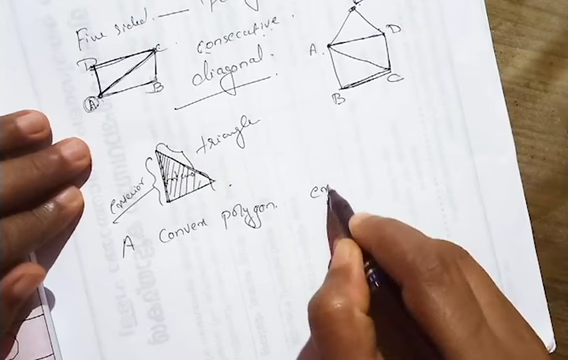 Five sided:
consecutive
diagonal.
D
C
A
B
A
D
B
C
triangle
A convex polygon.